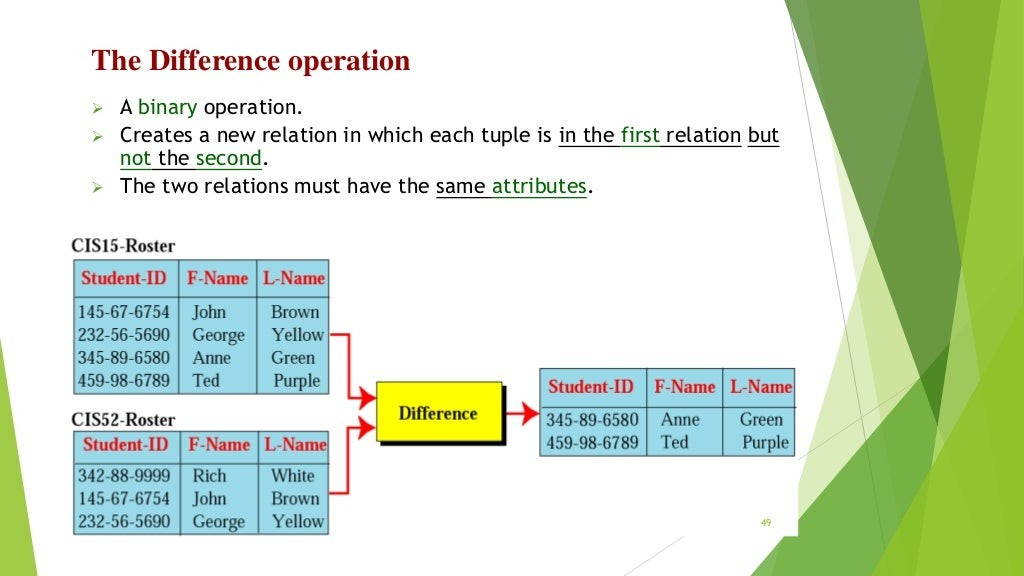 The Difference operation
A binary operation.
Creates a new relation in which each tuple is in the first relation but
not the second.
The two relations must have the same attributes.
CIS15-Roster
Student-ID F-Name L-Name
145-67-6754 John Brown
232-56-5690 George Yellow
345-89-6580 Anne Green
459-98-6789 Ted Purple
CIS52-Roster
Student-ID F-Name L-Name
342-88-9999 Rich White
145-67-6754 John Brown
232-56-5690 George Yellow
Difference
Student-ID F-Name L-Name
345-89-6580 Anne Green
459-98-6789 Ted Purple
49